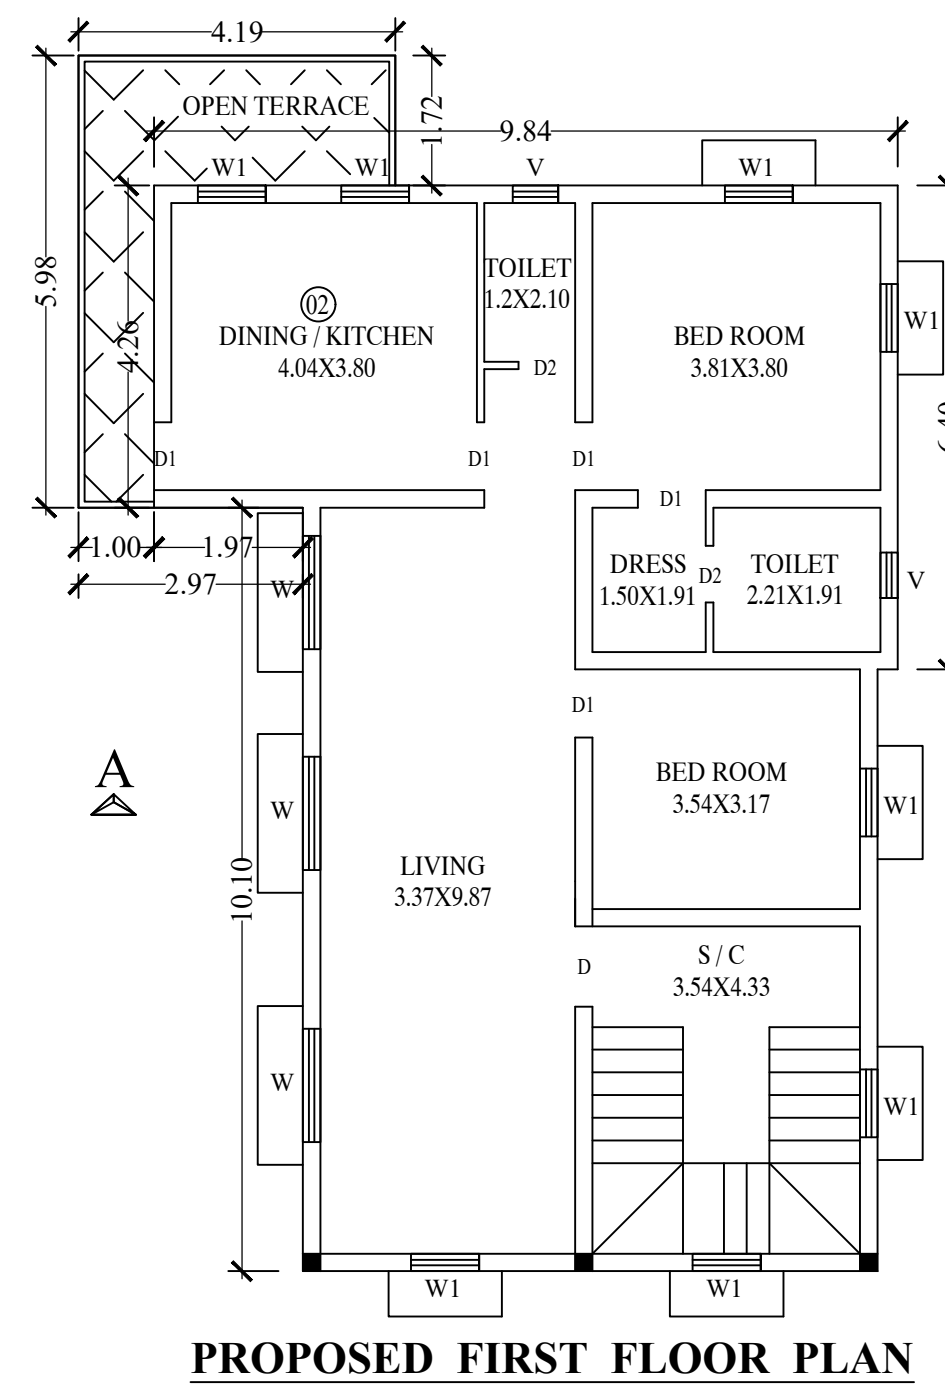 4.19
OPEN TERRACE
1.72
9.84
W1
W1
V
W1
5.98
4.26
02
DINING / KITCHEN
4.04X3.80
TOILET
1.2X2.10
D2
BED ROOM
3.81X3.80
W1
D1
D1
D1
D1
1.00
1.97
2.97
W
DRESS
1.50X1.91
D2
TOILET
2.21X1.91
V
D1
A
BED ROOM
3.54X3.17
W
W1
10.10
LIVING
3.37X9.87
D
S / C
3.54X4.33
W
W1
W1
W1
PROPOSED FIRST FLOOR PLAN